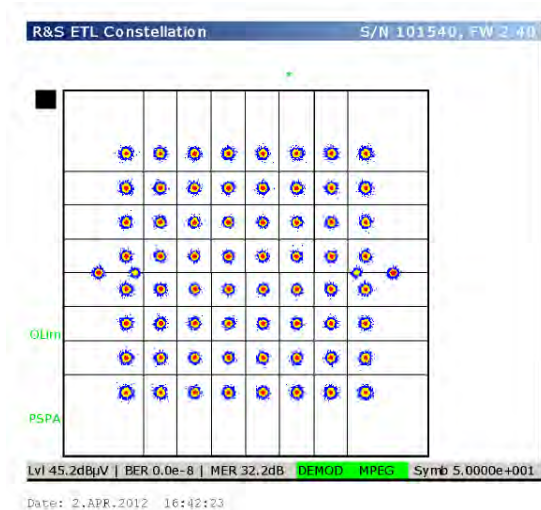 R&S ETL Constellation S/N 101540, FW 2.40
*
QLim
PSPA
Lvl 45.2dBµV | BER 0.0e-8 | MER 32.2dB DEMOD MPEG Symb 5.0000e+001
Date: 2.APR.2012 16:42:23